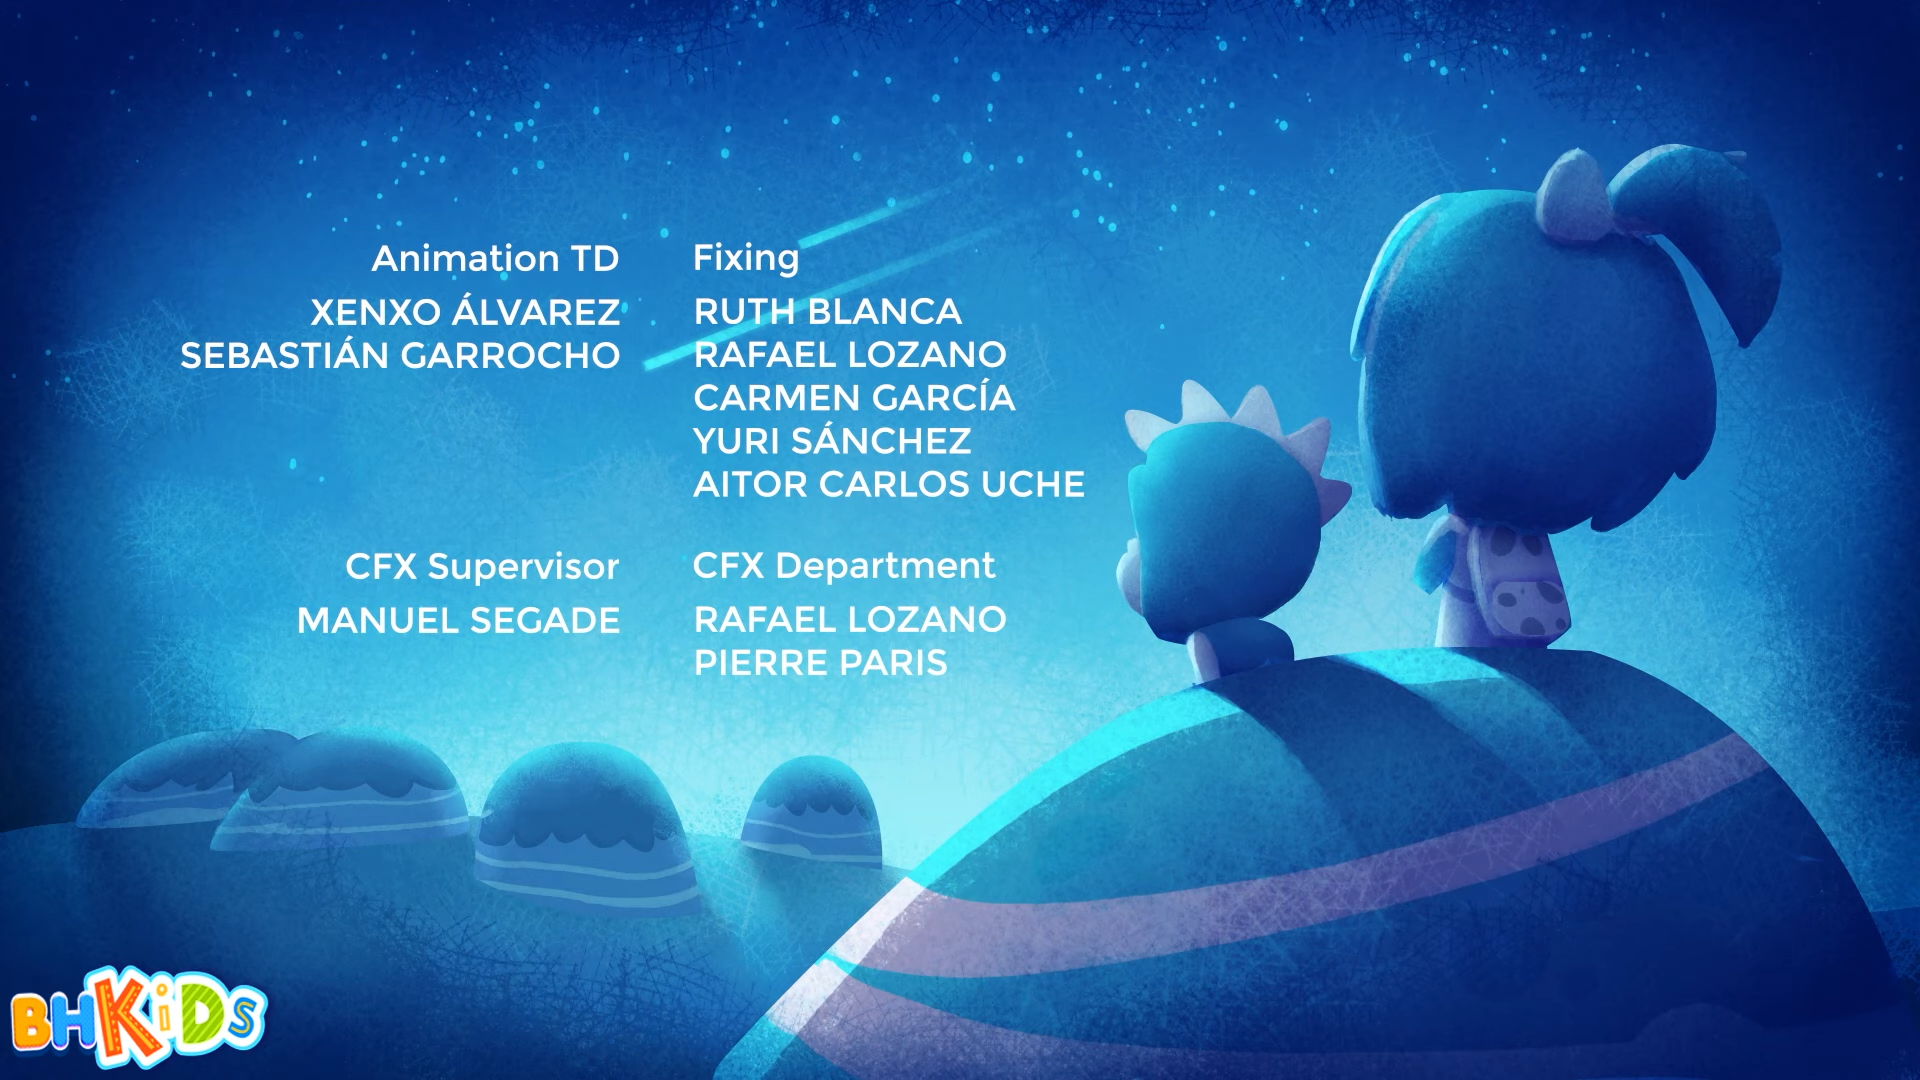 Animation TD
XENXO ÁLVAREZ
SEBASTIÁN GARROCHO
Fixing
RUTH BLANCA
RAFAEL LOZANO
CARMEN GARCÍA
YURI SÁNCHEZ
AITOR CARLOS UCHE
CFX Supervisor
MANUEL SEGADE
CFX Department
RAFAEL LOZANO
PIERRE PARIS
BHKiDS